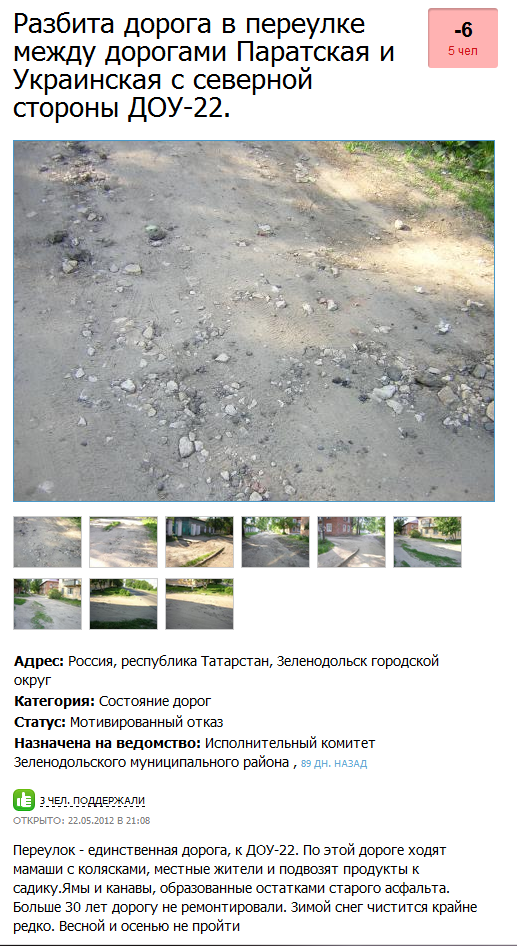 Разбита дорога в переулке
между дорогами Паратская и
Украинская с северной
стороны ДОУ-22.
-6
5 чел
Адрес: Россия, республика Татарстан, Зеленодольск городской
округ
Категория: Состояние дорог
Статус: Мотивированный отказ
Назначена на ведомство: Исполнительный комитет
Зеленодольского муниципального района , 89 ДН. НАЗАД
3 ЧЕЛ. ПОДДЕРЖАЛИ
ОТКРЫТО: 22.05.2012 В 21:08
Переулок - единственная дорога, к ДОУ-22. По этой дороге ходят
мамаши с колясками, местные жители и подвозят продукты к
садику.Ямы и канавы, образованные остатками старого асфальта.
Больше 30 лет дорогу не ремонтировали. Зимой снег чистится крайне
редко. Весной и осенью не пройти